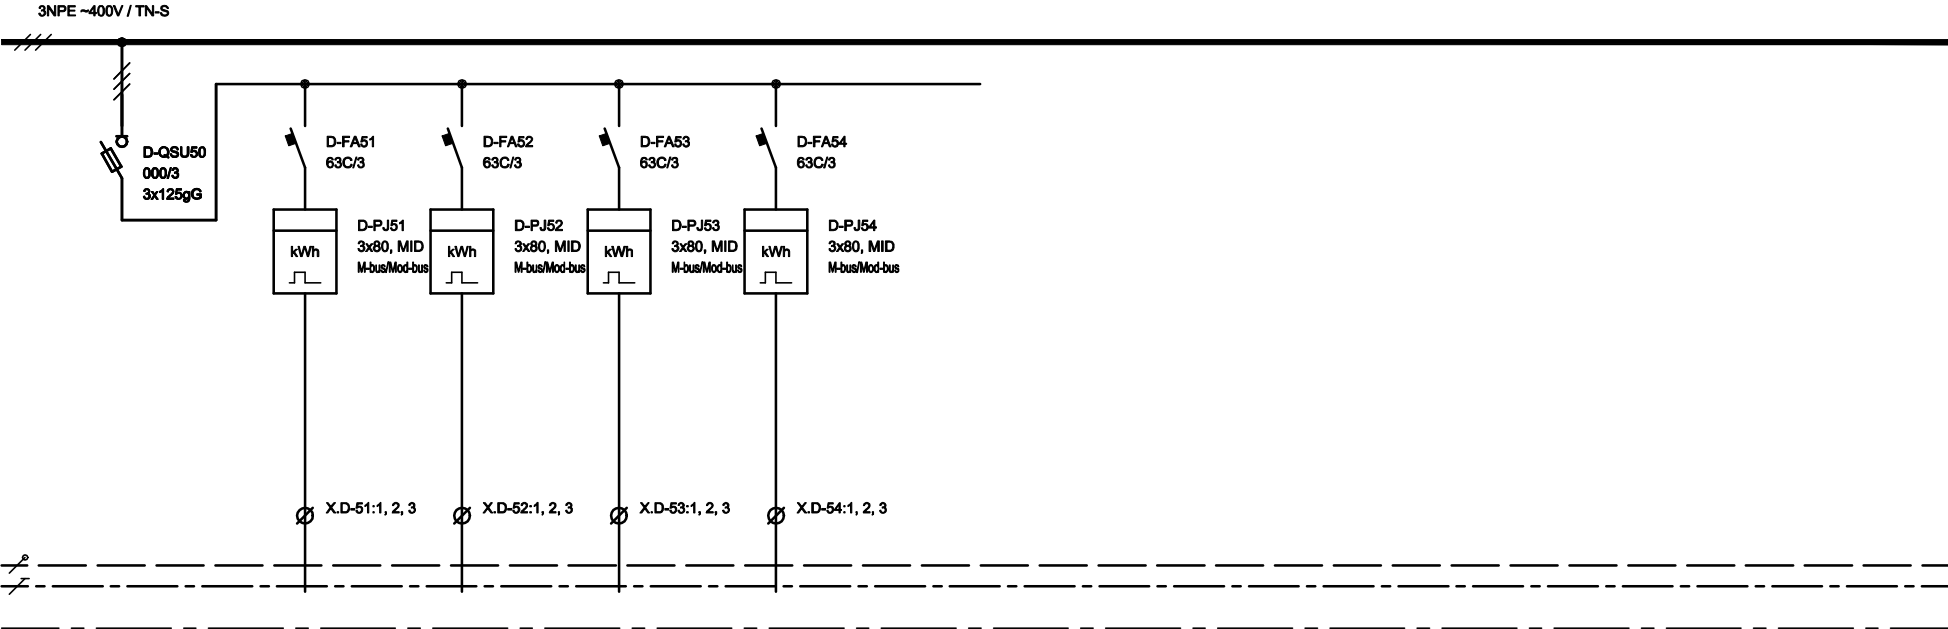 3NPE ~400V / TN-S
D-QSU50
000/3
3x125gG
D-FA51
63C/3
D-FA52
63C/3
D-FA53
63C/3
D-FA54
63C/3
kWh
D-PJ51
3x80, MID
M-bus/Mod-bus
kWh
D-PJ52
3x80, MID
M-bus/Mod-bus
kWh
D-PJ53
3x80, MID
M-bus/Mod-bus
kWh
D-PJ54
3x80, MID
M-bus/Mod-bus
X.D-51:1, 2, 3
X.D-52:1, 2, 3
X.D-53:1, 2, 3
X.D-54:1, 2, 3